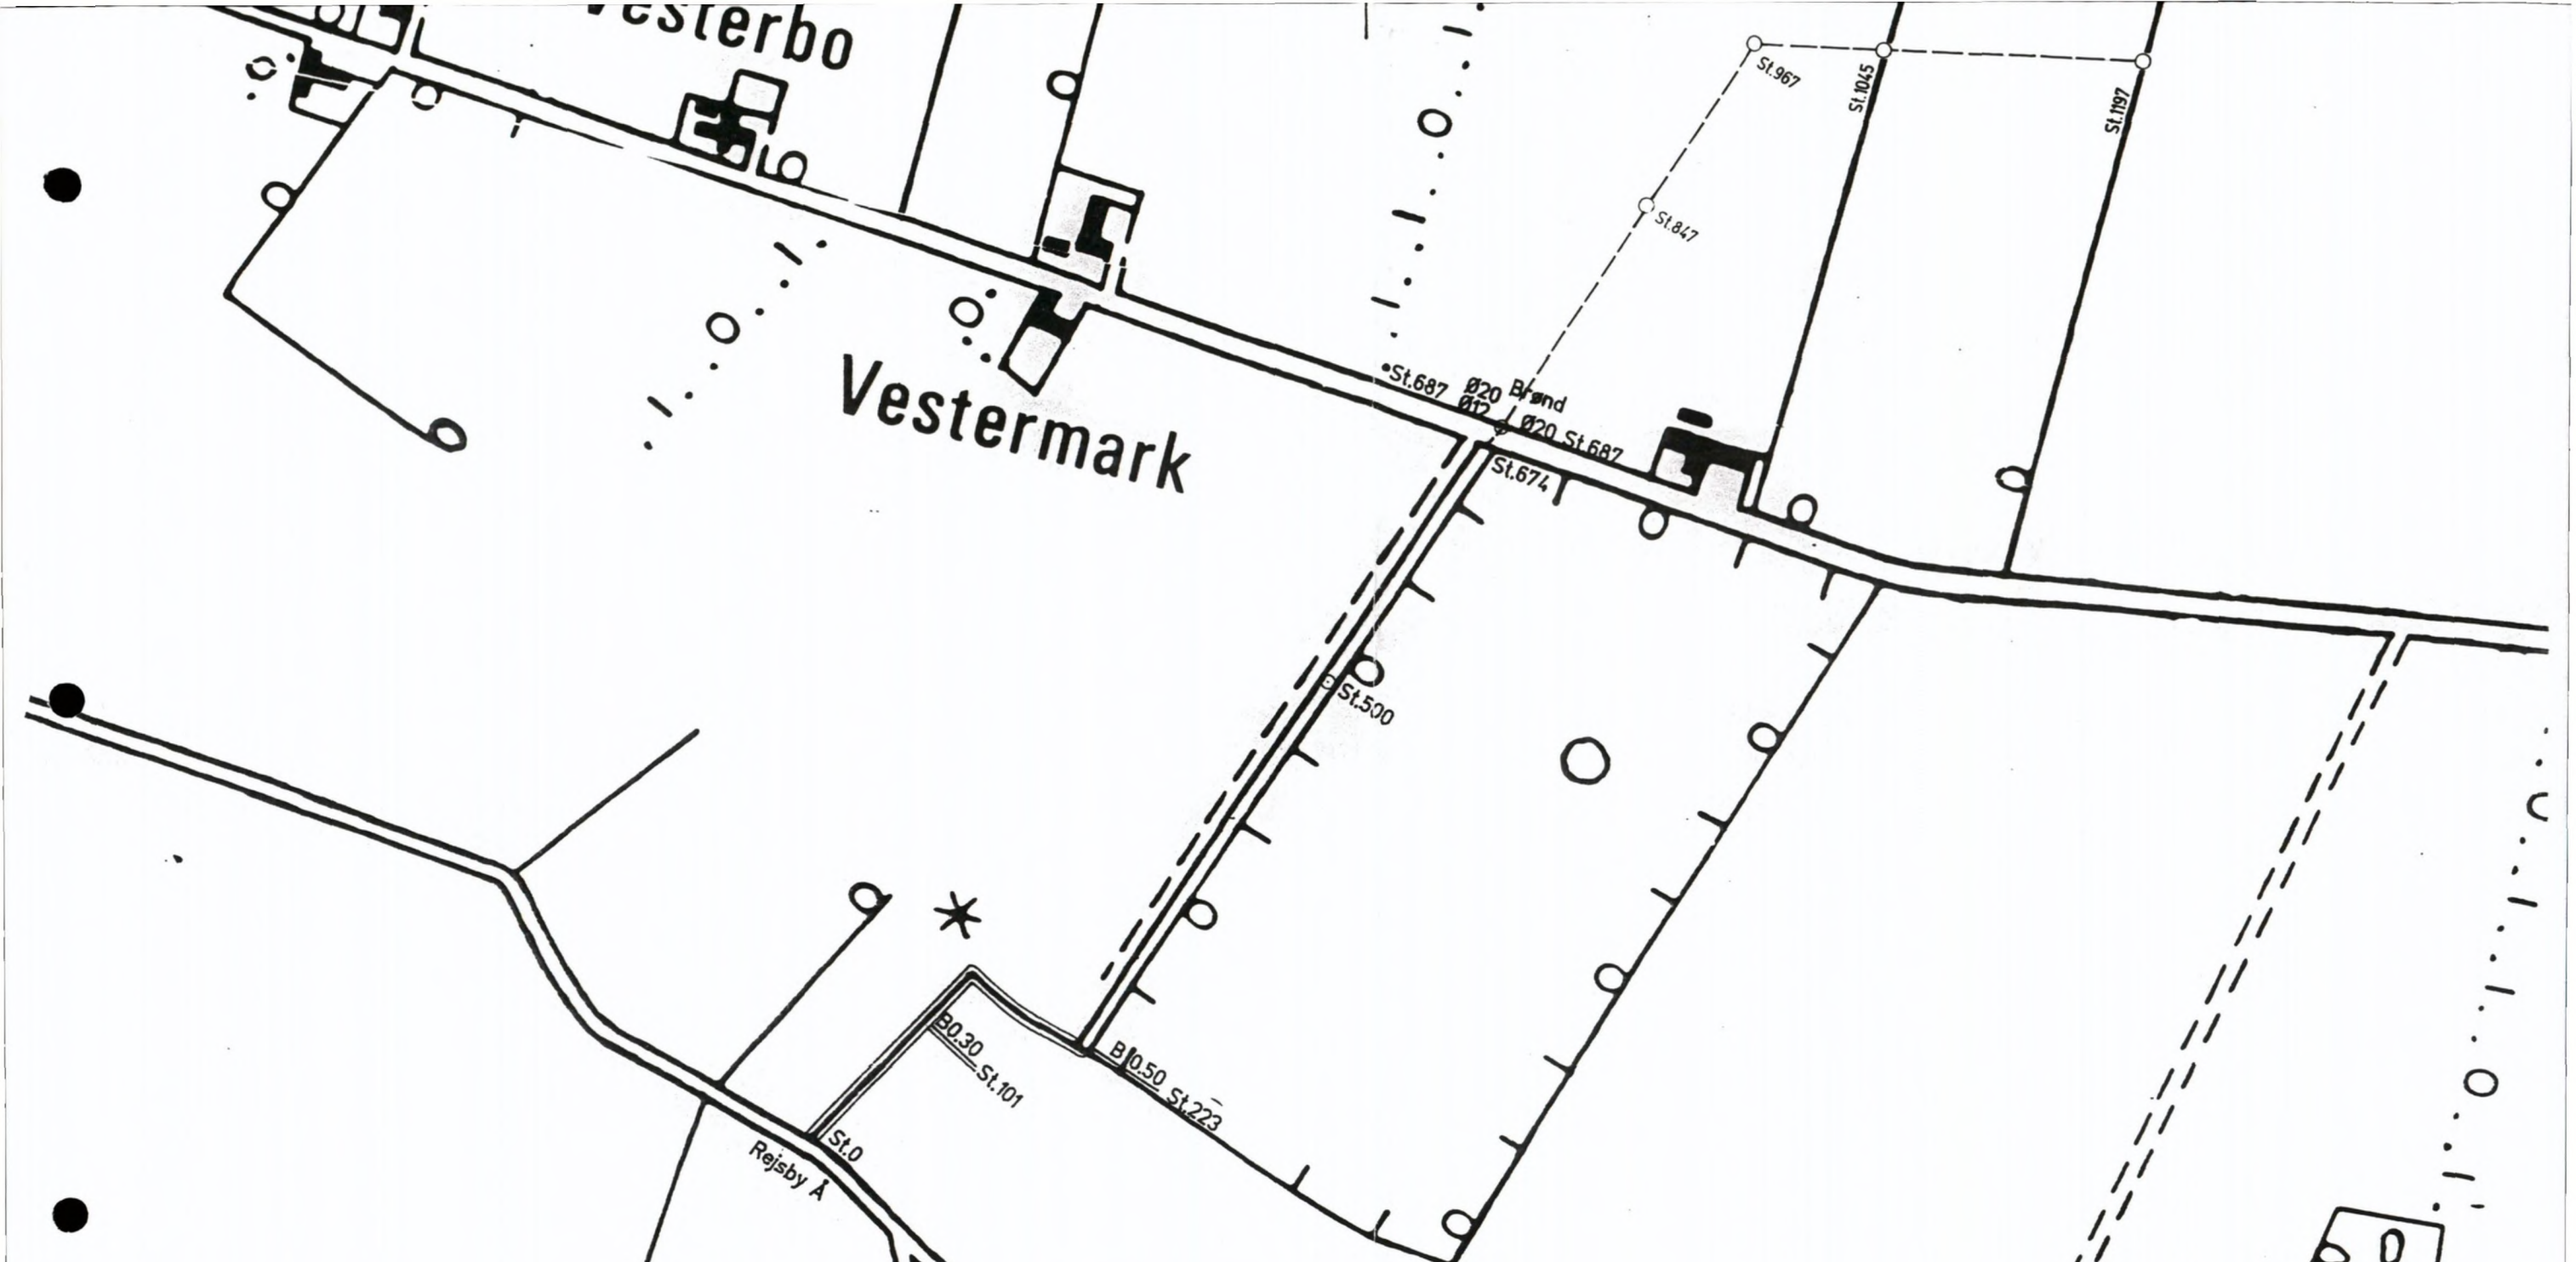 Vesterbo
St.967
St.1045
St.1197
St.847
Vestermark
St.687
Ø20 Brønd
Ø12
Ø20 St.687
St.674
St.500
B0.30
St.101
B 0.50 St.223
St.0
Rejsby Å